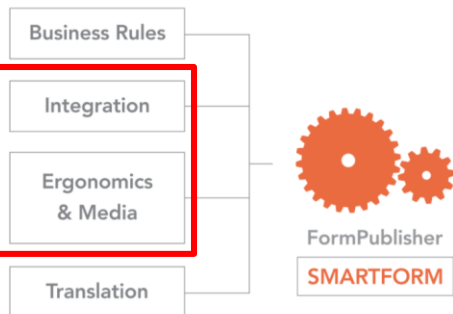 Business Rules
Integration
Ergonomics
& Media
Translation
FormPublisher
SMARTFORM